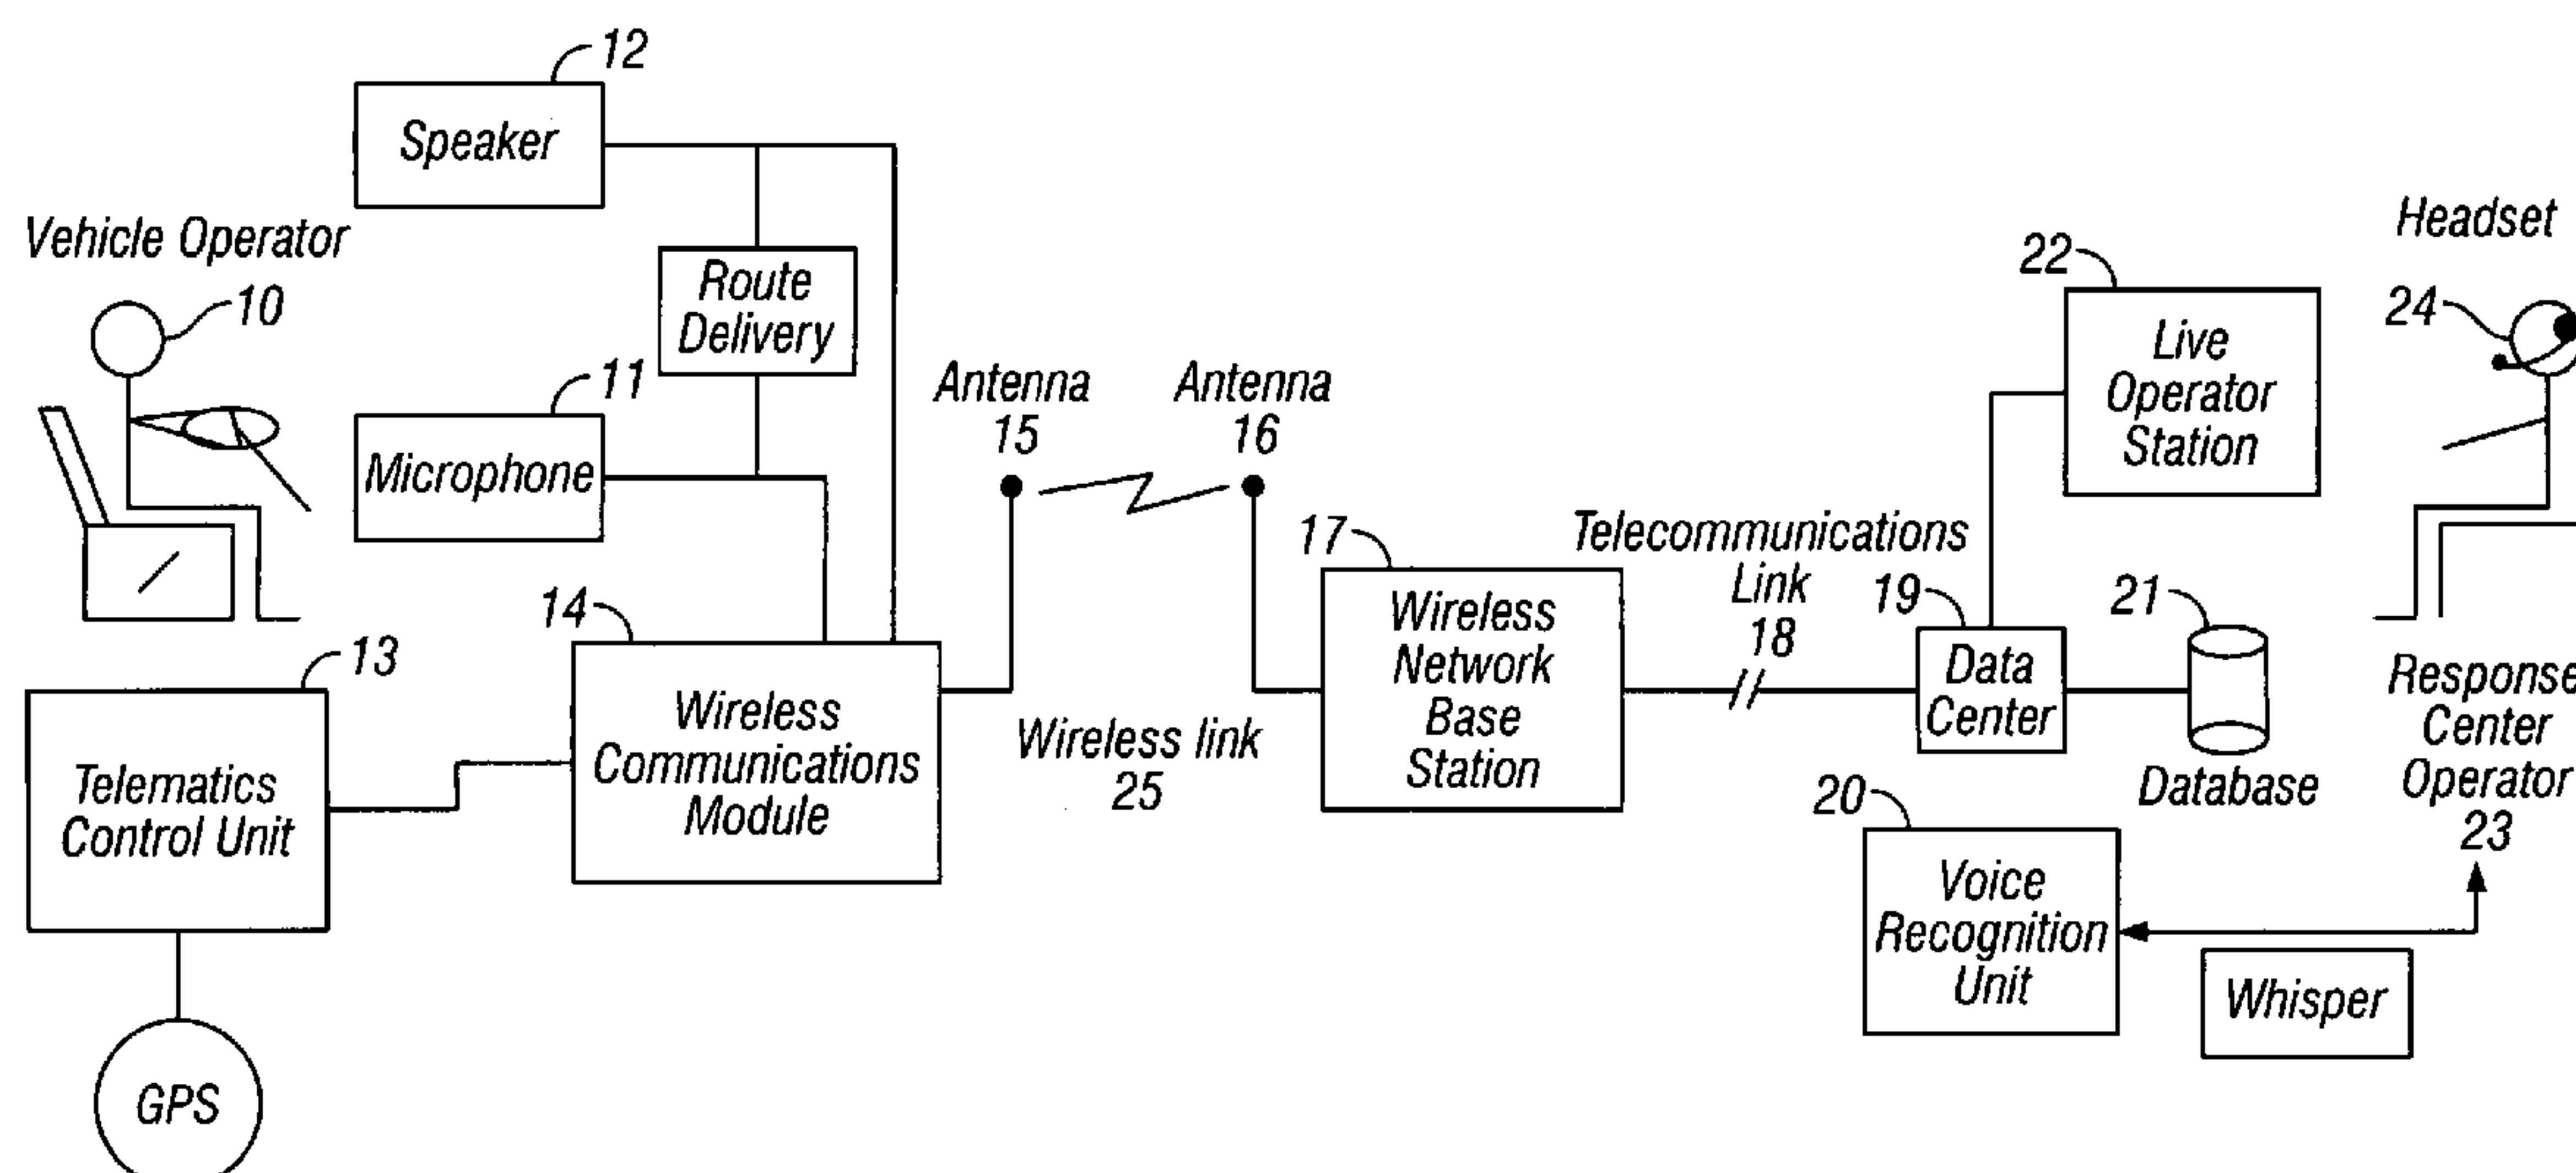 12
Speaker
Vehicle Operator
10
Route
Delivery
11
Microphone
Antenna
15
Antenna
16
22
Live
Operator
Station
Headset
24
13
Telematics
Control Unit
GPS
14
Wireless
Communications
Module
Wireless link
25
17
Wireless
Network
Base
Station
Telecommunications
Link
18
19
Data
Center
21
Database
20
Voice
Recognition
Unit
Whisper
Response
Center
Operator
23